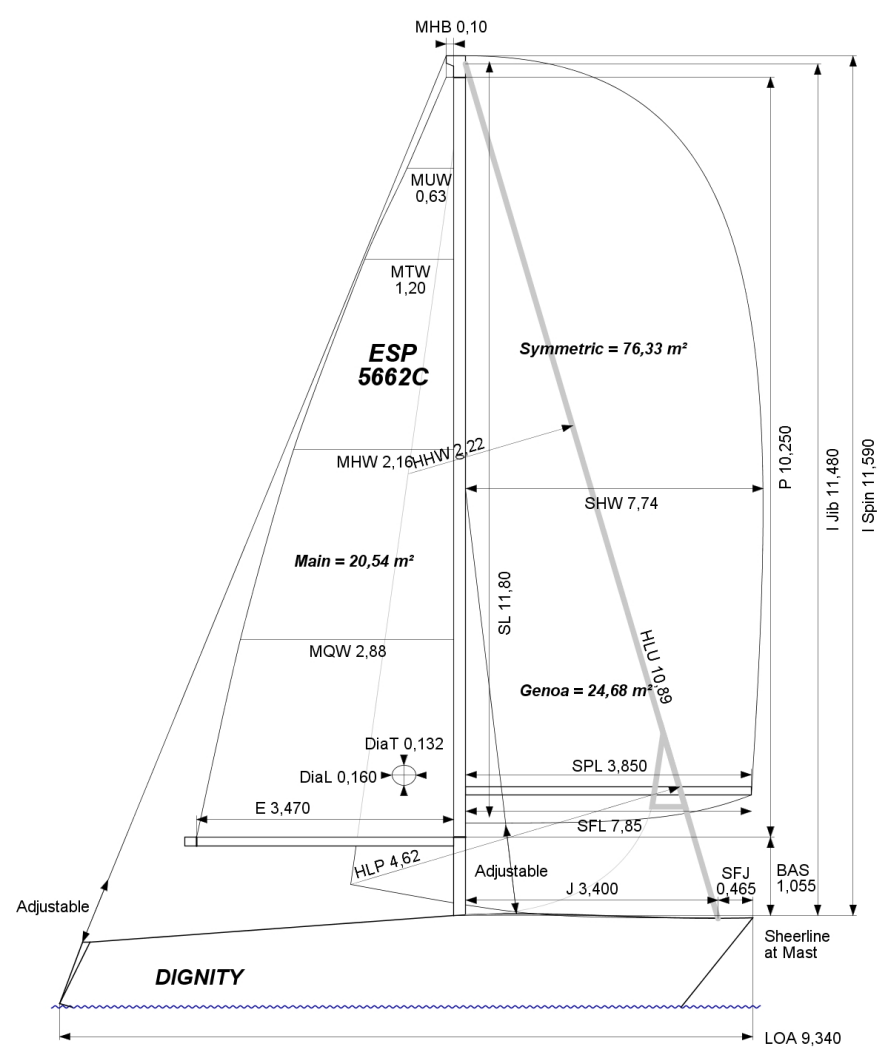 MHB 0,10
MUW
0,63
MTW
1,20
ESP
5662C
Symmetric = 76,33 m²
MHW 2,16
HHW 2,22
P 10,250
I Jib 11,480
I Spin 11,590
SHW 7,74
Main = 20,54 m²
SL 11,80
MQW 2,88
HLU 10,89
Genoa = 24,68 m²
DiaT 0,132
DiaL 0,160
SPL 3,850
E 3,470
SFL 7,85
HLP 4,62
Adjustable
SFJ
0,465
BAS
1,055
J 3,400
Adjustable
Sheerline
at Mast
DIGNITY
LOA 9,340